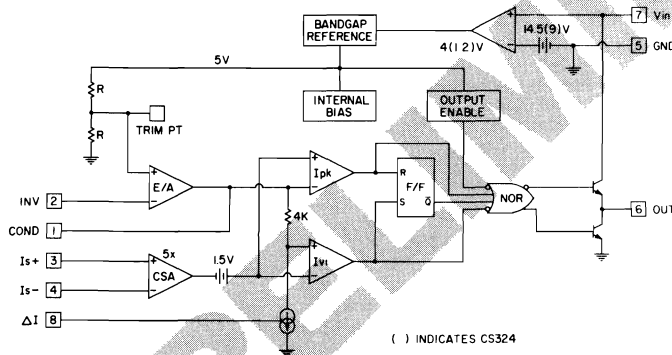 BANDGAP
REFERENCE
4(12)V
14.5(9)V
7 Vin
5 GND
5V
R
R
TRIM PT
INTERNAL
BIAS
OUTPUT
ENABLE
INV 2
COND 1
Is+ 3
Is- 4
ΔI 8
+
-
E/A
+
-
5x
CSA
1.5V
4K
+
-
Ipk
+
-
Ivl
R
F/F
Q̄
S
NOR
6 OUT
( ) INDICATES CS324